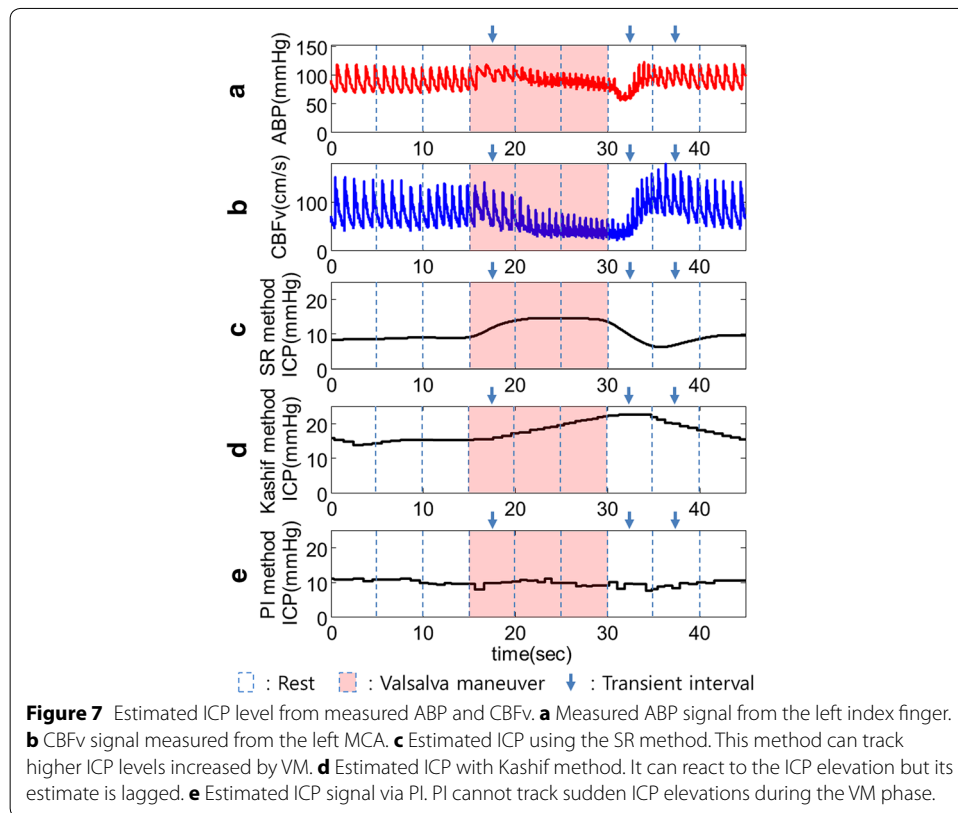 a
ABP(mmHg)
150
100
50
0
0 10 20 30 40
b
CBFv(cm/s)
100
0
0 10 20 30 40
c
SR method
ICP(mmHg)
20
10
0
0 10 20 30 40
d
Kashif method
ICP(mmHg)
20
10
0
0 10 20 30 40
e
PI method
ICP(mmHg)
20
10
0
0 10 20 30 40
time(sec)
: Rest : Valsalva maneuver : Transient interval
Figure 7 Estimated ICP level from measured ABP and CBFv. a Measured ABP signal from the left index finger.
b CBFv signal measured from the left MCA. c Estimated ICP using the SR method. This method can track
higher ICP levels increased by VM. d Estimated ICP with Kashif method. It can react to the ICP elevation but its
estimate is lagged. e Estimated ICP signal via PI. PI cannot track sudden ICP elevations during the VM phase.